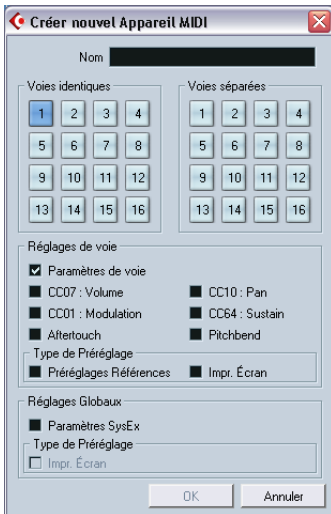 Créer nouvel Appareil MIDI
Nom
Voies identiques Voies séparées
1 2 3 4 1 2 3 4
5 6 7 8 5 6 7 8
9 10 11 12 9 10 11 12
13 14 15 16 13 14 15 16
Réglages de voie
Paramètres de voie
CC07 : Volume CC10 : Pan
CC01 : Modulation CC64 : Sustain
Aftertouch Pitchbend
Type de Préréglage
Préréglages Références Impr. Écran
Réglages Globaux
Paramètres SysEx
Type de Préréglage
Impr. Écran
OK Annuler